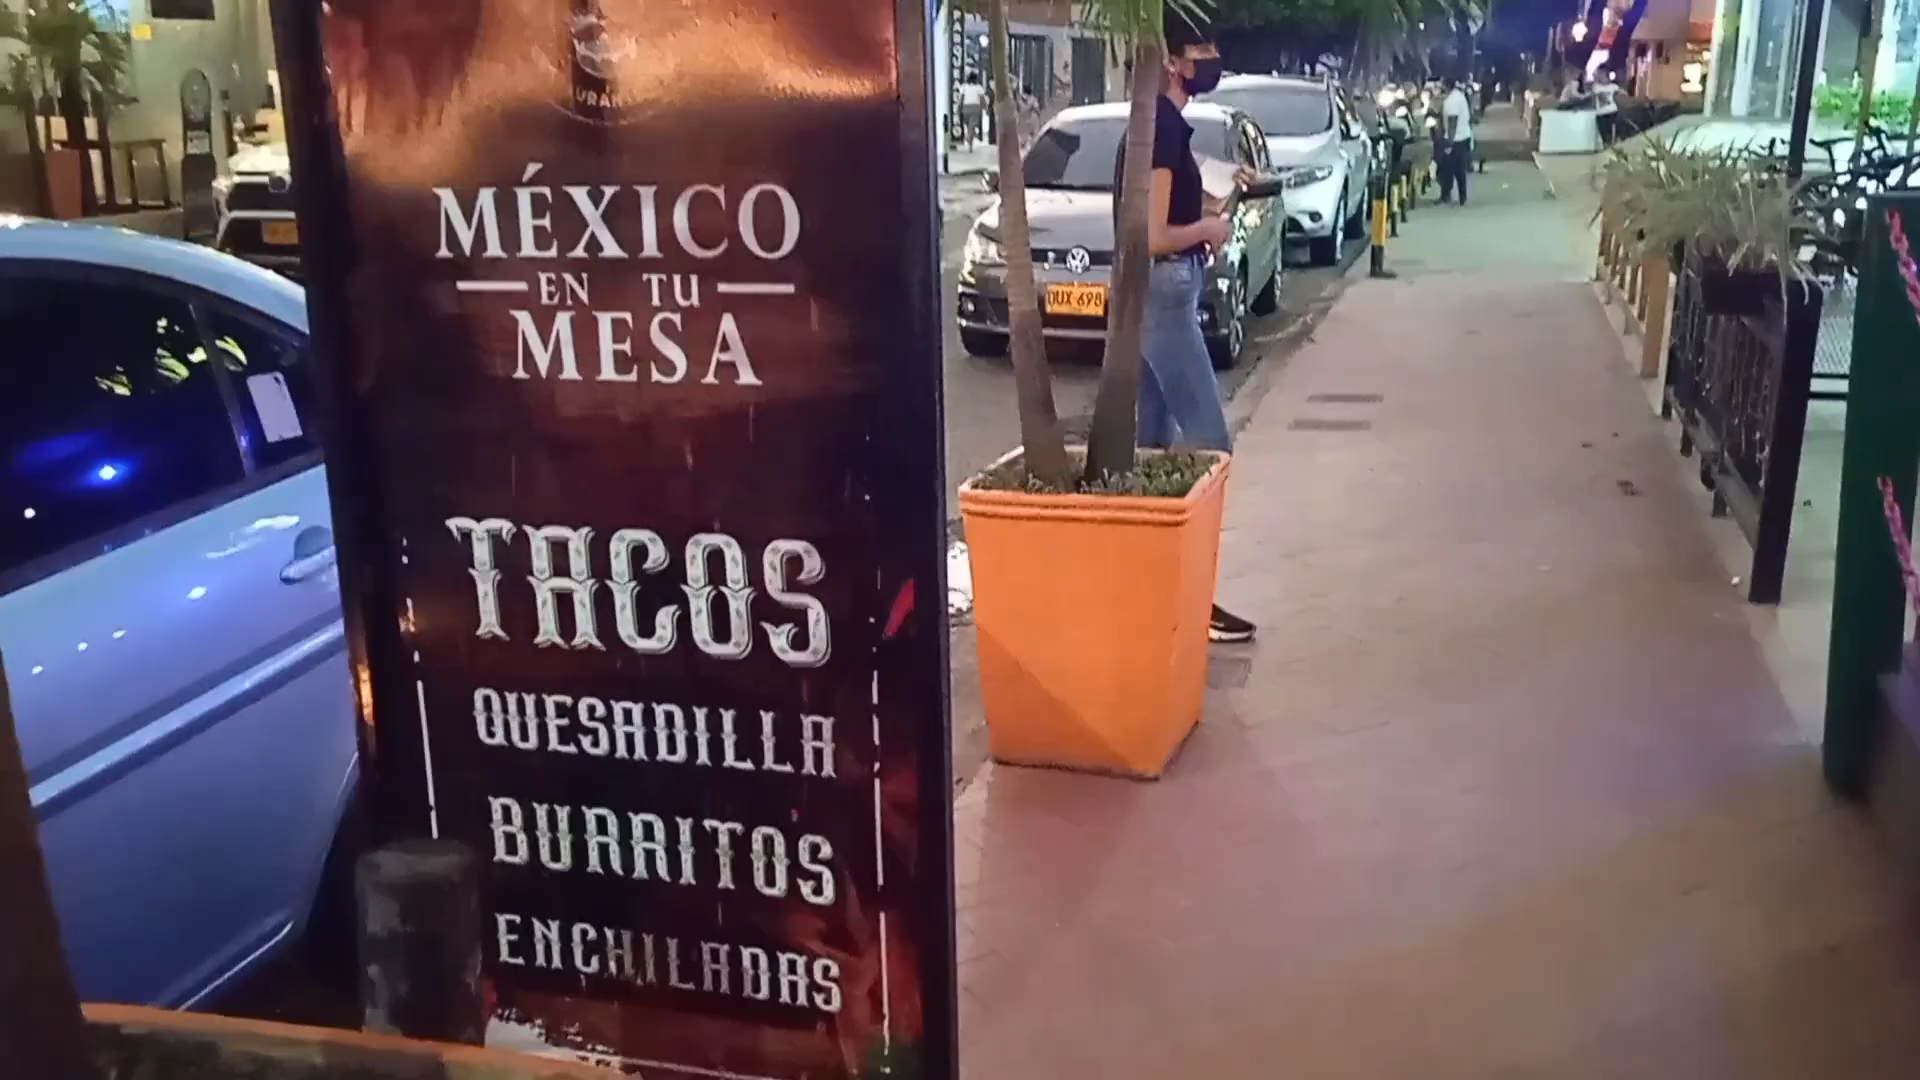 MÉXICO
EN TU
MESA
TACOS
QUESADILLA
BURRITOS
ENCHILADAS